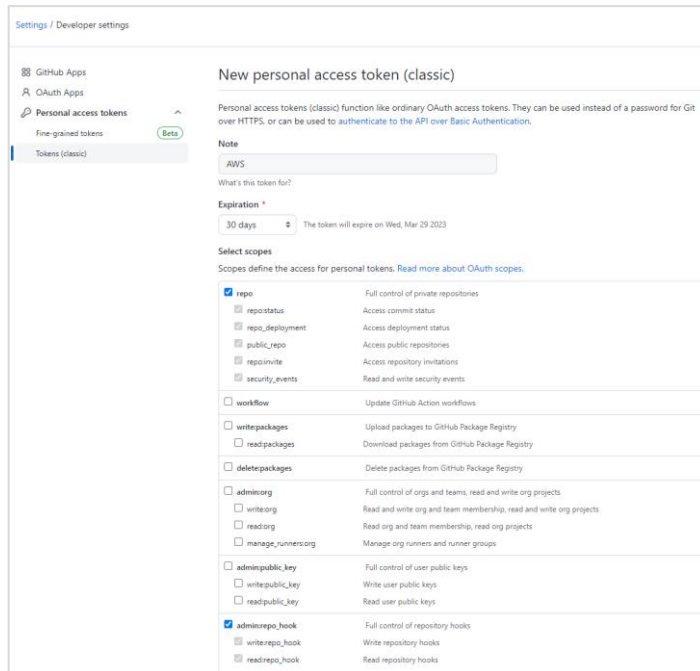 Settings / Developer settings
GitHub Apps
OAuth Apps
Personal access tokens
Fine-grained tokens Beta
Tokens (classic)
New personal access token (classic)
Personal access tokens (classic) function like ordinary OAuth access tokens. They can be used instead of a password for Git
over HTTPS, or can be used to authenticate to the API over Basic Authentication.
Note
AWS
What's this token for?
Expiration *
30 days The token will expire on Wed, Mar 29 2023
Select scopes
Scopes define the access for personal tokens. Read more about OAuth scopes.
repo Full control of private repositories
repo:status Access commit status
repo_deployment Access deployment status
public_repo Access public repositories
repo:invite Access repository invitations
security_events Read and write security events
workflow Update GitHub Action workflows
write:packages Upload packages to GitHub Package Registry
read:packages Download packages from GitHub Package Registry
delete:packages Delete packages from GitHub Package Registry
admin:org Full control of orgs and teams, read and write org projects
write:org Read and write org and team membership, read and write org projects
read:org Read org and team membership, read org projects
manage_runners:org Manage org runners and runner groups
admin:public_key Full control of user public keys
write:public_key Write user public keys
read:public_key Read user public keys
admin:repo_hook Full control of repository hooks
write:repo_hook Write repository hooks
read:repo_hook Read repository hooks